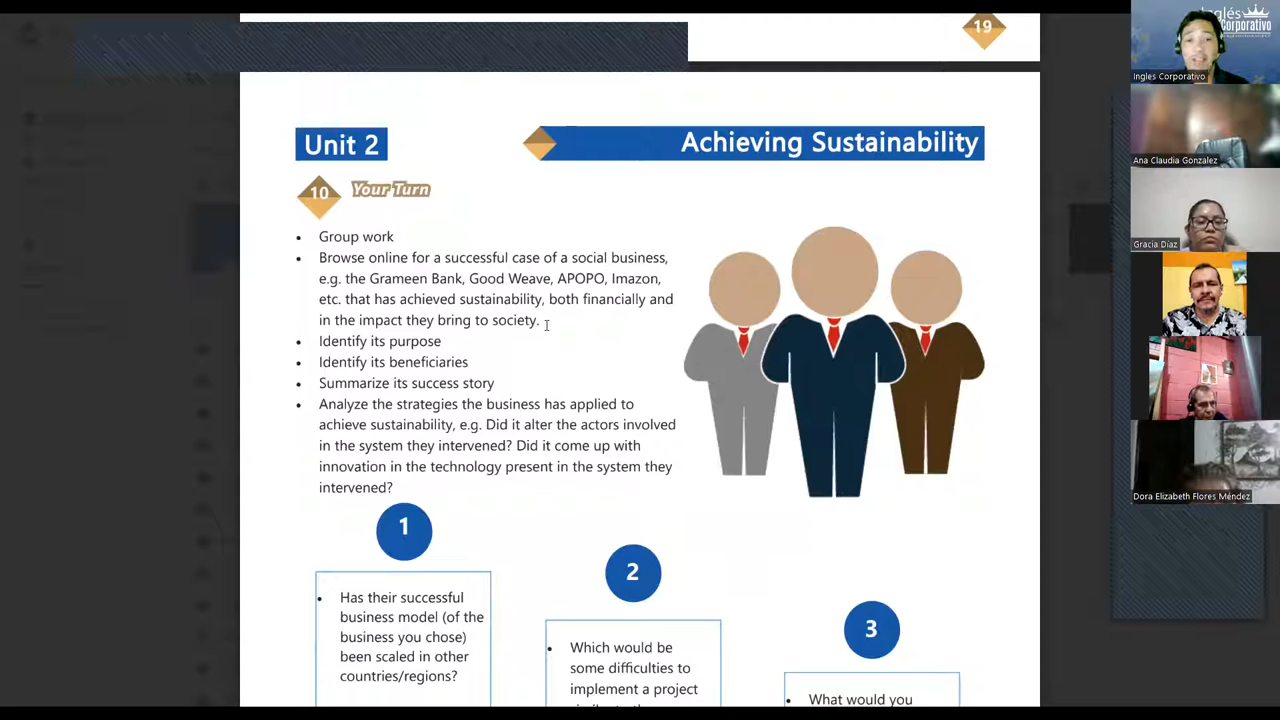 19
Unit 2
Achieving Sustainability
10
Your Turn
• Group work
• Browse online for a successful case of a social business,
e.g. the Grameen Bank, Good Weave, APOPO, Imazon,
etc. that has achieved sustainability, both financially and
in the impact they bring to society.
• Identify its purpose
• Identify its beneficiaries
• Summarize its success story
• Analyze the strategies the business has applied to
achieve sustainability, e.g. Did it alter the actors involved
in the system they intervened? Did it come up with
innovation in the technology present in the system they
intervened?
1
• Has their successful
business model (of the
business you chose)
been scaled in other
countries/regions?
2
• Which would be
some difficulties to
implement a project
3
• What would you
Inglés
Corporativo
Ingles Corporativo
Ana Claudia Gonzalez
Gracia Díaz
Dora Elizabeth Flores Méndez